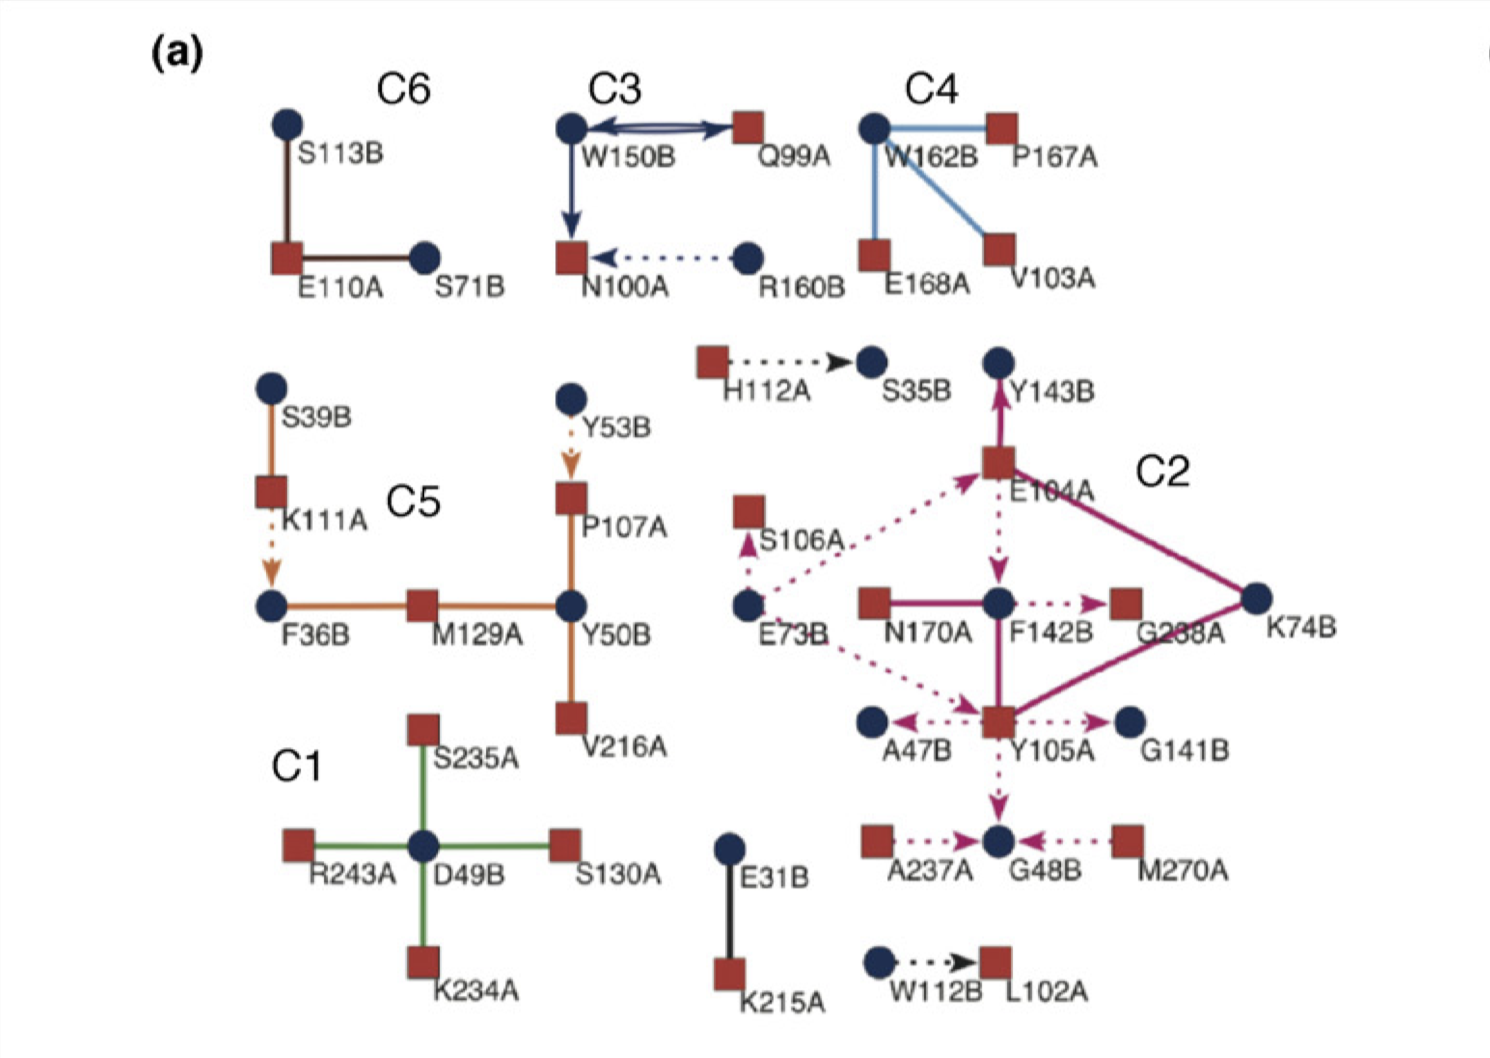 (a)
C6
C3
C4
S113B
W150B
Q99A
W162B
P167A
E110A
S71B
N100A
R160B
E168A
V103A
H112A
S35B
Y143B
S39B
Y53B
C2
E104A
C5
K111A
P107A
S106A
F36B
M129A
Y50B
E73B
N170A
F142B
G238A
K74B
V216A
A47B
Y105A
G141B
C1
S235A
R243A
D49B
S130A
E31B
A237A
G48B
M270A
K234A
K215A
W112B
L102A